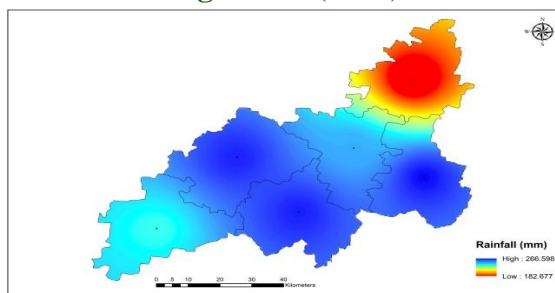 N
W E
S
Rainfall (mm)
High : 266.598
Low : 182.677
0 5 10 20 30 40
Kilometers